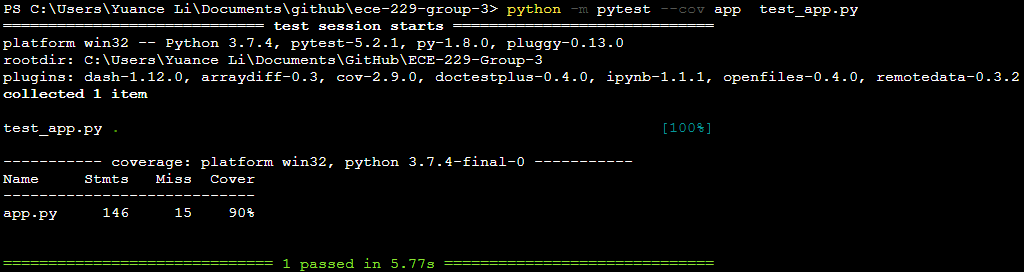 PS C:\Users\Yuance Li\Documents\github\ece-229-group-3> python -m pytest --cov app  test_app.py
============================= test session starts =============================
platform win32 -- Python 3.7.4, pytest-5.2.1, py-1.8.0, pluggy-0.13.0
rootdir: C:\Users\Yuance Li\Documents\GitHub\ECE-229-Group-3
plugins: dash-1.12.0, arraydiff-0.3, cov-2.9.0, doctestplus-0.4.0, ipynb-1.1.1, openfiles-0.4.0, remotedata-0.3.2
collected 1 item
test_app.py .                                                            [100%]
----------- coverage: platform win32, python 3.7.4-final-0 -----------
Name     Stmts   Miss  Cover
----------------------------
app.py     146     15    90%
============================== 1 passed in 5.77s ==============================